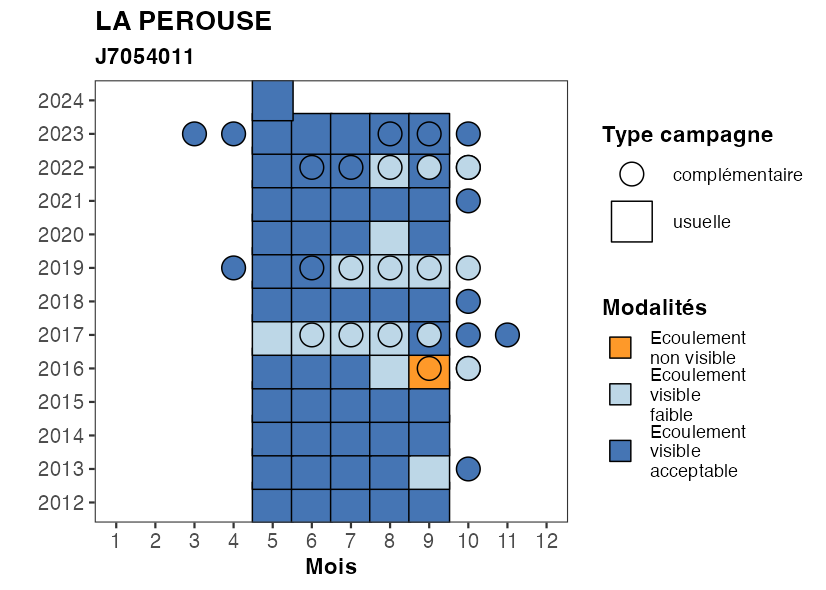 LA PEROUSE
J7054011
2024
2023
2022
2021
2020
2019
2018
2017
2016
2015
2014
2013
2012
1 2 3 4 5 6 7 8 9 10 11 12
Mois
Type campagne
complémentaire
usuelle
Modalités
Ecoulement
non visible
Ecoulement
visible
faible
Ecoulement
visible
acceptable